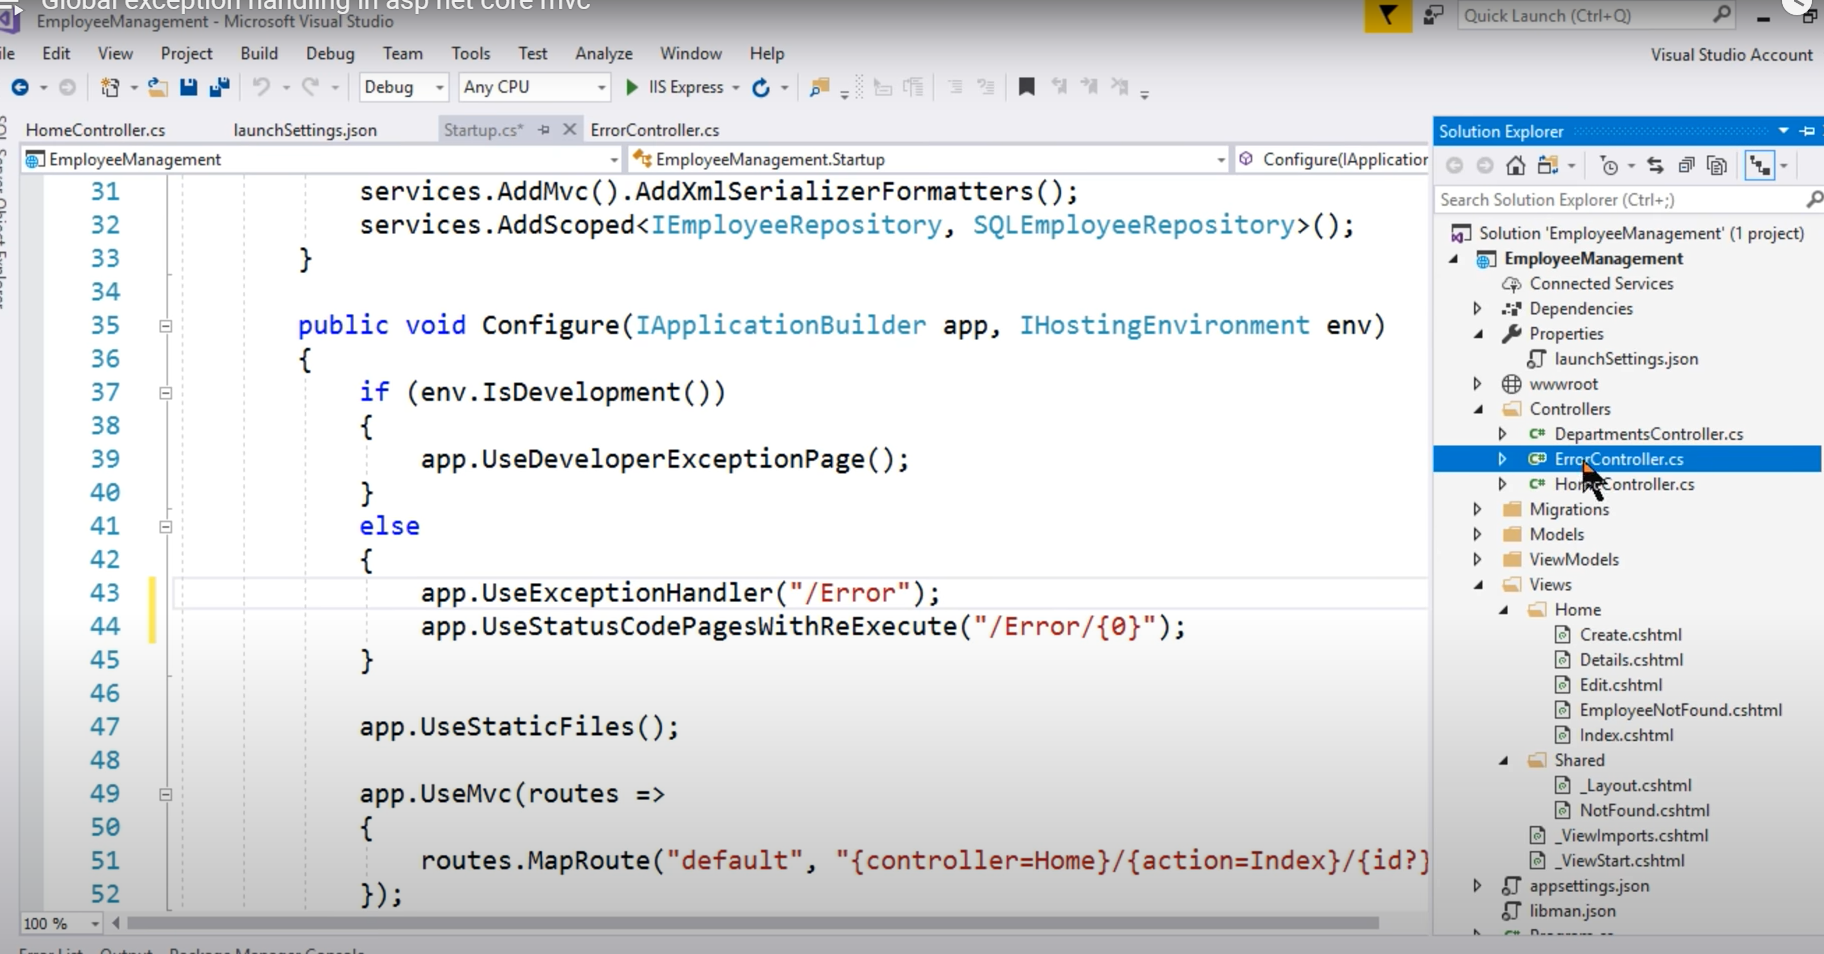 Global exception handling in asp net core mvc
EmployeeManagement - Microsoft Visual Studio
Quick Launch (Ctrl+Q)
Edit View Project Build Debug Team Tools Test Analyze Window Help
Visual Studio Account
Debug Any CPU IIS Express
HomeController.cs launchSettings.json Startup.cs* ErrorController.cs
EmployeeManagement EmployeeManagement.Startup Configure(IApplication
31 services.AddMvc().AddXmlSerializerFormatters();
32 services.AddScoped<IEmployeeRepository, SQLEmployeeRepository>();
33 }
34
35 public void Configure(IApplicationBuilder app, IHostingEnvironment env)
36 {
37 if (env.IsDevelopment())
38 {
39 app.UseDeveloperExceptionPage();
40 }
41 else
42 {
43 app.UseExceptionHandler("/Error");
44 app.UseStatusCodePagesWithReExecute("/Error/{0}");
45 }
46
47 app.UseStaticFiles();
48
49 app.UseMvc(routes =>
50 {
51 routes.MapRoute("default", "{controller=Home}/{action=Index}/{id?}
52 });
100 %
Solution Explorer
Search Solution Explorer (Ctrl+;)
Solution 'EmployeeManagement' (1 project)
EmployeeManagement
Connected Services
Dependencies
Properties
launchSettings.json
wwwroot
Controllers
C# DepartmentsController.cs
C# ErrorController.cs
C# HomeController.cs
Migrations
Models
ViewModels
Views
Home
Create.cshtml
Details.cshtml
Edit.cshtml
EmployeeNotFound.cshtml
Index.cshtml
Shared
_Layout.cshtml
NotFound.cshtml
_ViewImports.cshtml
_ViewStart.cshtml
appsettings.json
libman.json